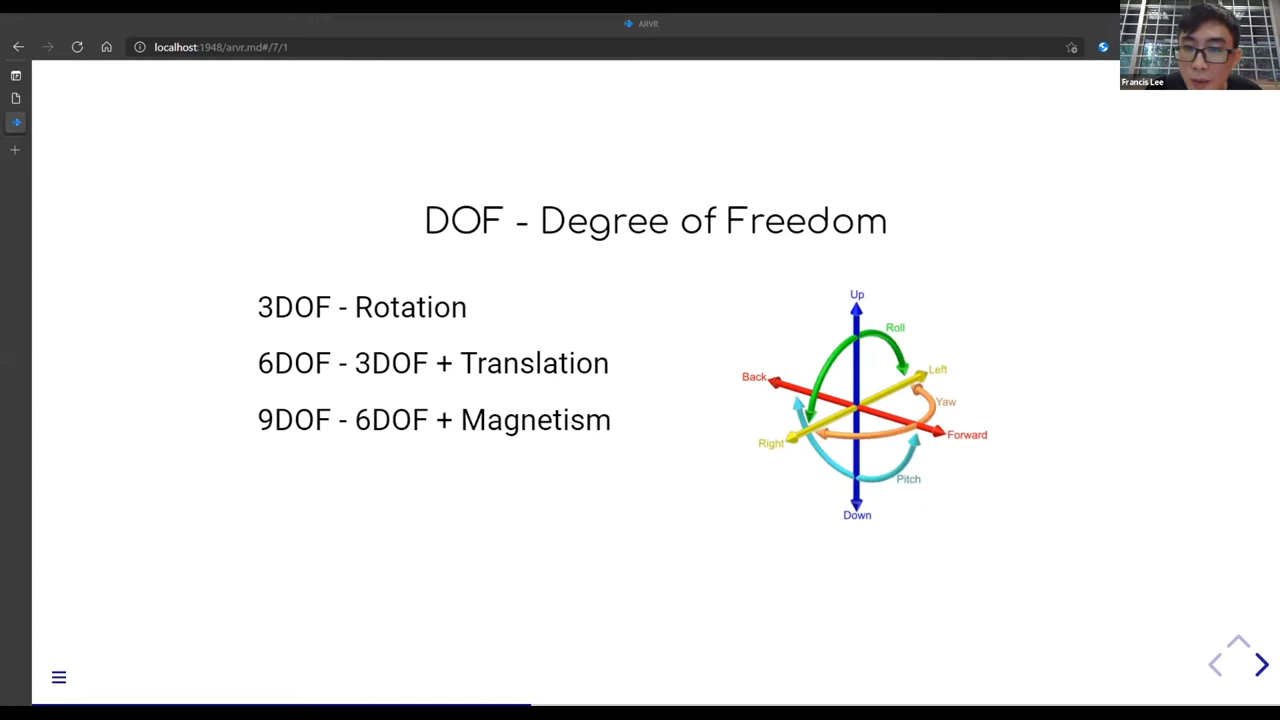 ARVR
localhost:1948/arvr.md#/7/1
Francis Lee
DOF - Degree of Freedom
3DOF - Rotation
6DOF - 3DOF + Translation
9DOF - 6DOF + Magnetism
Up
Roll
Left
Back
Yaw
Forward
Right
Pitch
Down